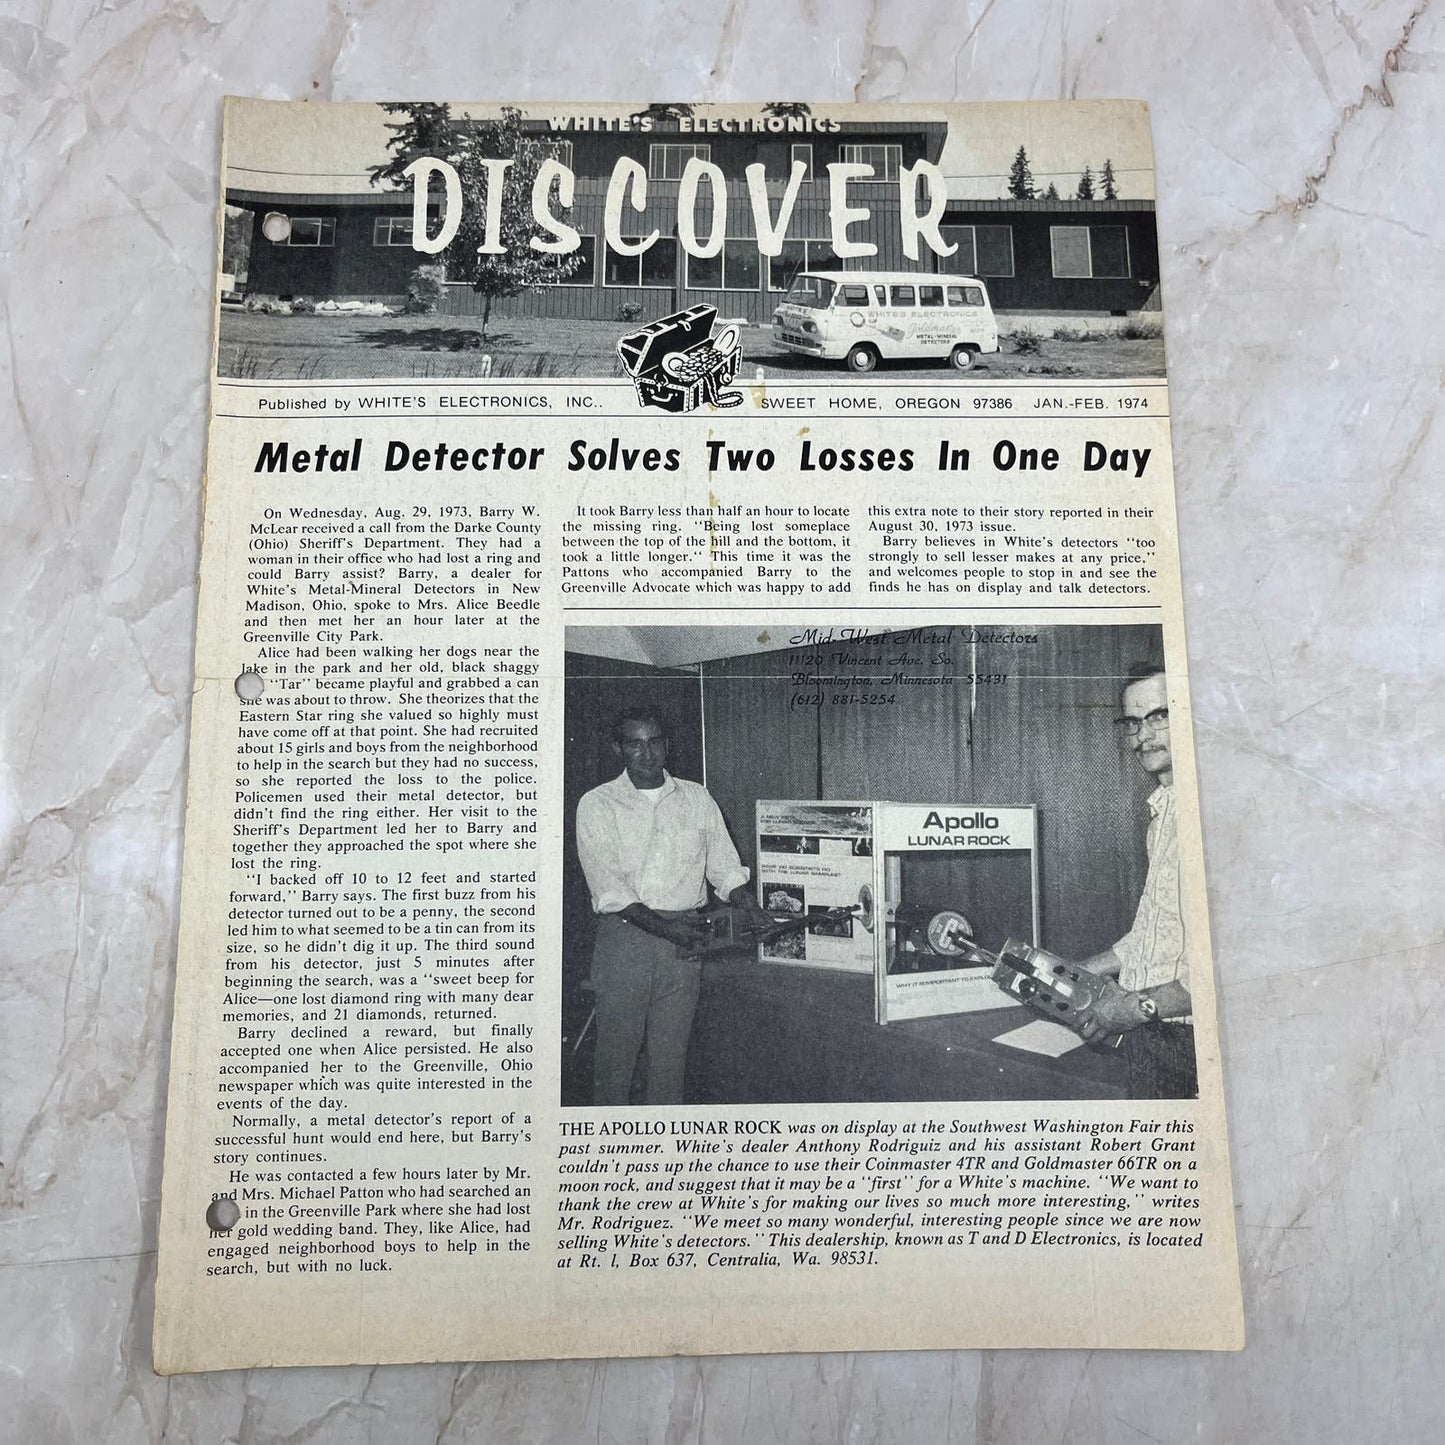 WHITE'S ELECTRONICS
DISCOVER
WHITE'S ELECTRONICS
Goldmaster
METAL-MINERAL
DETECTORS
Published by WHITE'S ELECTRONICS, INC..
SWEET HOME, OREGON 97386 JAN.-FEB. 1974
Metal Detector Solves Two Losses In One Day
On Wednesday, Aug. 29, 1973, Barry W.
McLear received a call from the Darke County
(Ohio) Sheriff's Department. They had a
woman in their office who had lost a ring and
could Barry assist? Barry, a dealer for
White's Metal-Mineral Detectors in New
Madison, Ohio, spoke to Mrs. Alice Beedle
and then met her an hour later at the
Greenville City Park.
Alice had been walking her dogs near the
lake in the park and her old, black shaggy
"Tar" became playful and grabbed a can
she was about to throw. She theorizes that the
Eastern Star ring she valued so highly must
have come off at that point. She had recruited
about 15 girls and boys from the neighborhood
to help in the search but they had no success,
so she reported the loss to the police.
Policemen used their metal detector, but
didn't find the ring either. Her visit to the
Sheriff's Department led her to Barry and
together they approached the spot where she
lost the ring.
"I backed off 10 to 12 feet and started
forward," Barry says. The first buzz from his
detector turned out to be a penny, the second
led him to what seemed to be a tin can from its
size, so he didn't dig it up. The third sound
from his detector, just 5 minutes after
beginning the search, was a "sweet beep for
Alice—one lost diamond ring with many dear
memories, and 21 diamonds, returned.
Barry declined a reward, but finally
accepted one when Alice persisted. He also
accompanied her to the Greenville, Ohio
newspaper which was quite interested in the
events of the day.
Normally, a metal detector's report of a
successful hunt would end here, but Barry's
story continues.
He was contacted a few hours later by Mr.
and Mrs. Michael Patton who had searched an
in the Greenville Park where she had lost
her gold wedding band. They, like Alice, had
engaged neighborhood boys to help in the
search, but with no luck.
It took Barry less than half an hour to locate
the missing ring. "Being lost someplace
between the top of the hill and the bottom, it
took a little longer." This time it was the
Pattons who accompanied Barry to the
Greenville Advocate which was happy to add
this extra note to their story reported in their
August 30, 1973 issue.
Barry believes in White's detectors "too
strongly to sell lesser makes at any price,"
and welcomes people to stop in and see the
finds he has on display and talk detectors.
Mid-West Metal Detectors
11120 Vincent Ave. So.
Bloomington, Minnesota 55431
(612) 881-5254
WHAT DO SCIENTISTS DO
WITH THE LUNAR SAMPLES?
Apollo
LUNAR ROCK
THE APOLLO LUNAR ROCK was on display at the Southwest Washington Fair this
past summer. White's dealer Anthony Rodriguiz and his assistant Robert Grant
couldn't pass up the chance to use their Coinmaster 4TR and Goldmaster 66TR on a
moon rock, and suggest that it may be a "first" for a White's machine. "We want to
thank the crew at White's for making our lives so much more interesting," writes
Mr. Rodriguez. "We meet so many wonderful, interesting people since we are now
selling White's detectors." This dealership, known as T and D Electronics, is located
at Rt. l, Box 637, Centralia, Wa. 98531.